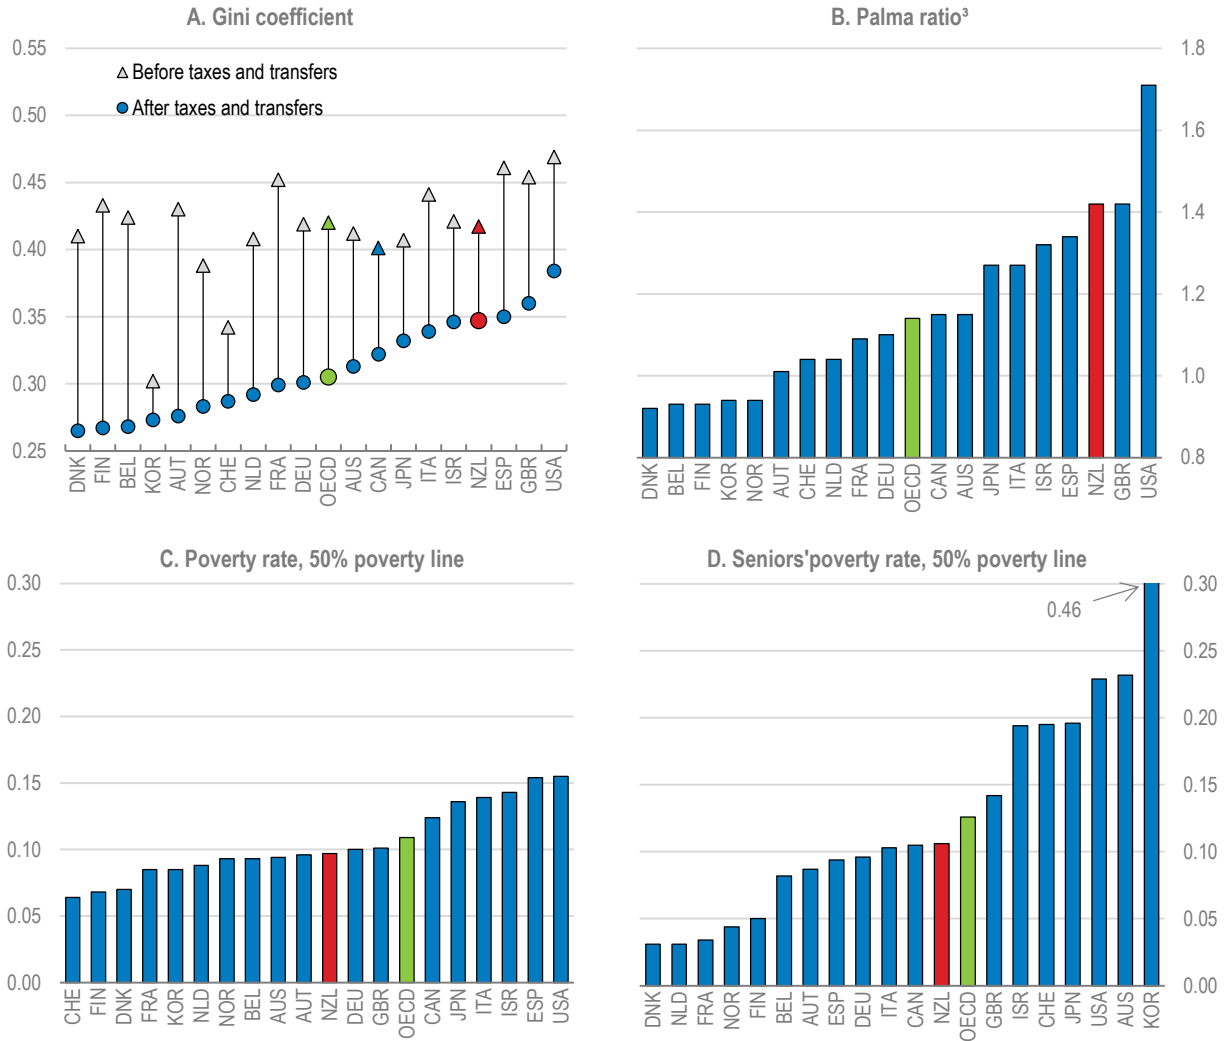 A. Gini coefficient
0.55
0.50
0.45
0.40
0.35
0.30
0.25
Before taxes and transfers
After taxes and transfers
DNK FIN BEL KOR AUT NOR CHE NLD FRA DEU OECD AUS CAN JPN ITA ISR NZL ESP GBR USA
B. Palma ratio³
1.8
1.6
1.4
1.2
1.0
0.8
DNK BEL FIN KOR NOR AUT CHE NLD FRA DEU OECD CAN AUS JPN ITA ISR ESP NZL GBR USA
C. Poverty rate, 50% poverty line
0.30
0.25
0.20
0.15
0.10
0.05
0.00
CHE FIN DNK FRA KOR NLD NOR BEL AUS AUT NZL DEU GBR OECD CAN JPN ITA ISR ESP USA
D. Seniors'poverty rate, 50% poverty line
0.46
0.30
0.25
0.20
0.15
0.10
0.05
0.00
DNK NLD FRA NOR FIN BEL AUT ESP DEU ITA CAN NZL OECD GBR ISR CHE JPN USA AUS KOR